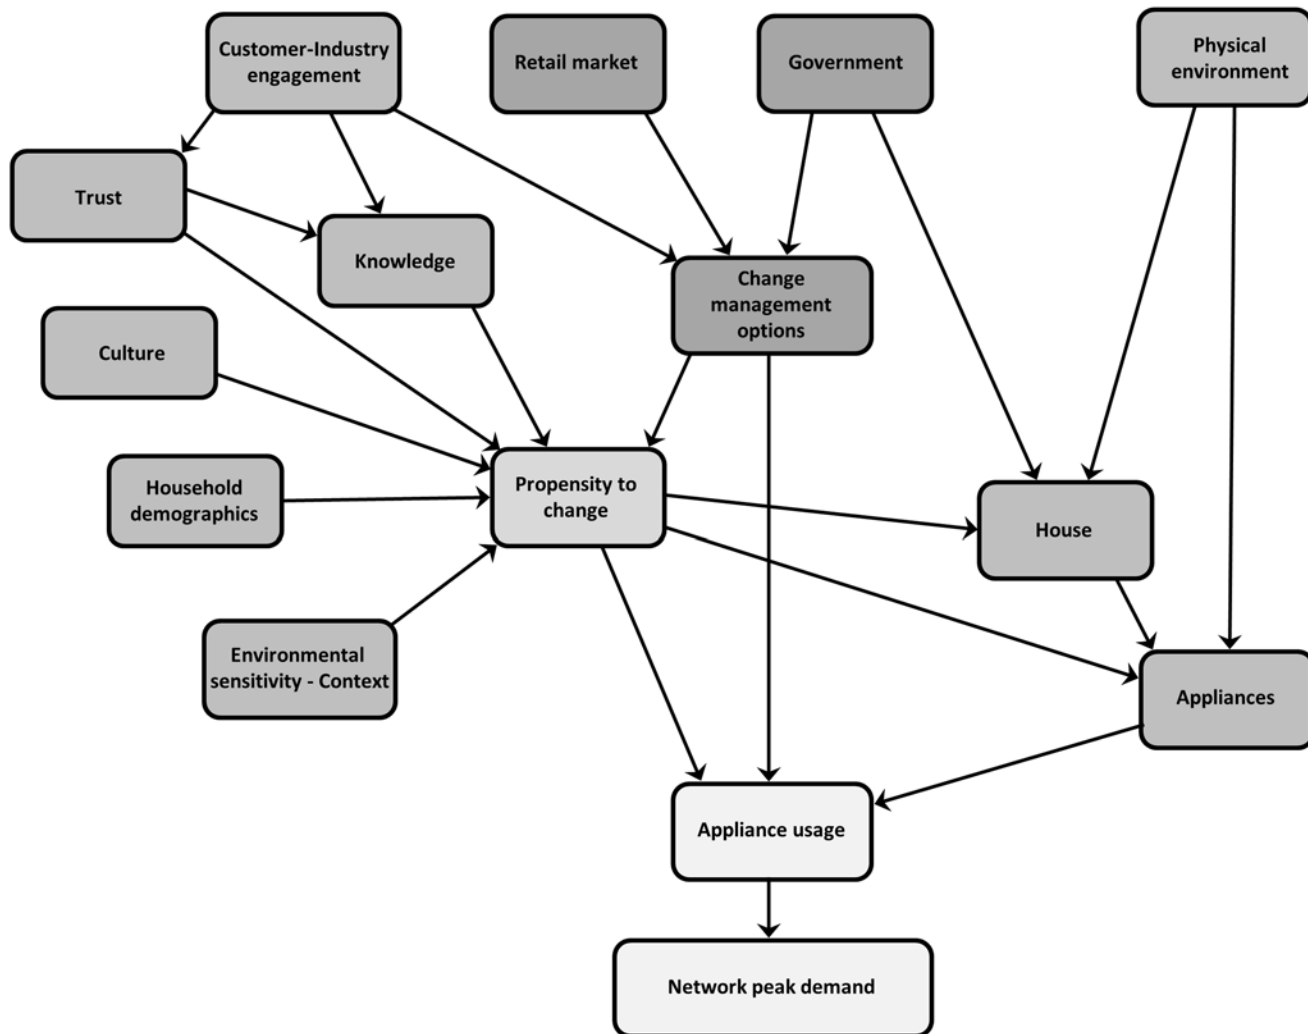 Customer-Industry
engagement
Retail market
Government
Physical
environment
Trust
Knowledge
Change
management
options
Culture
Household
demographics
Propensity to
change
House
Environmental
sensitivity - Context
Appliances
Appliance usage
Network peak demand